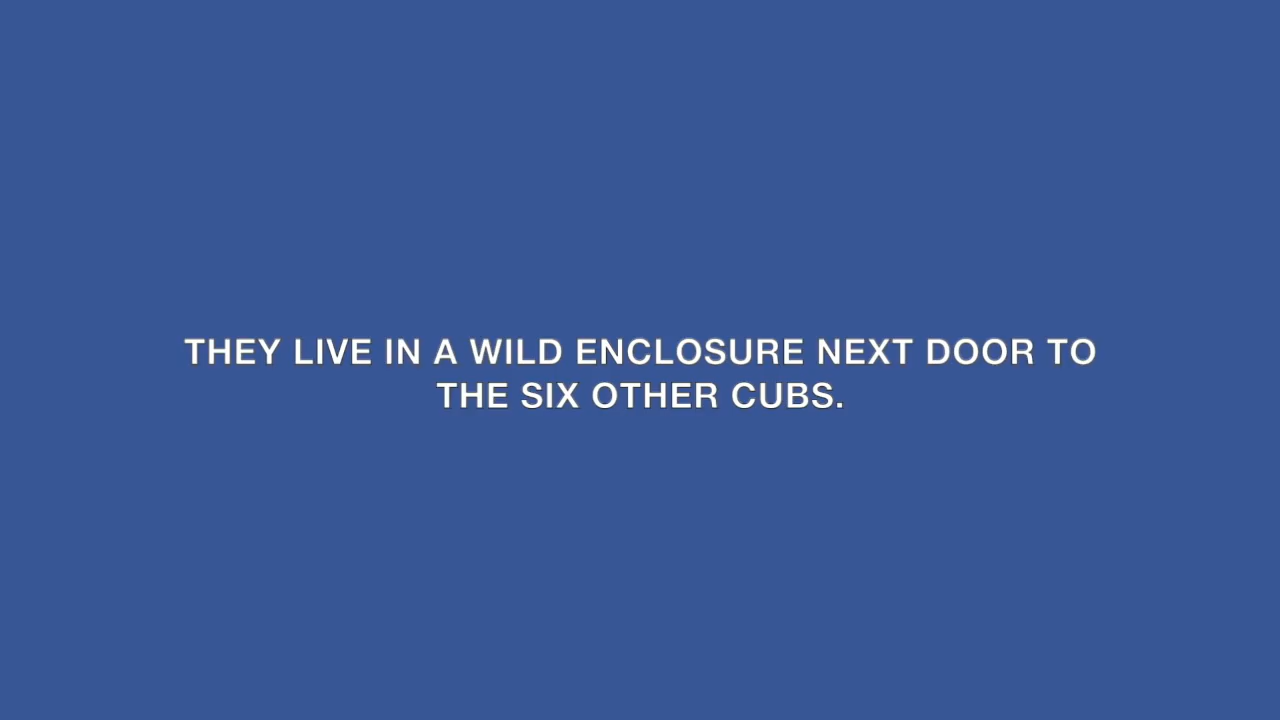 THEY LIVE IN A WILD ENCLOSURE NEXT DOOR TO
THE SIX OTHER CUBS.